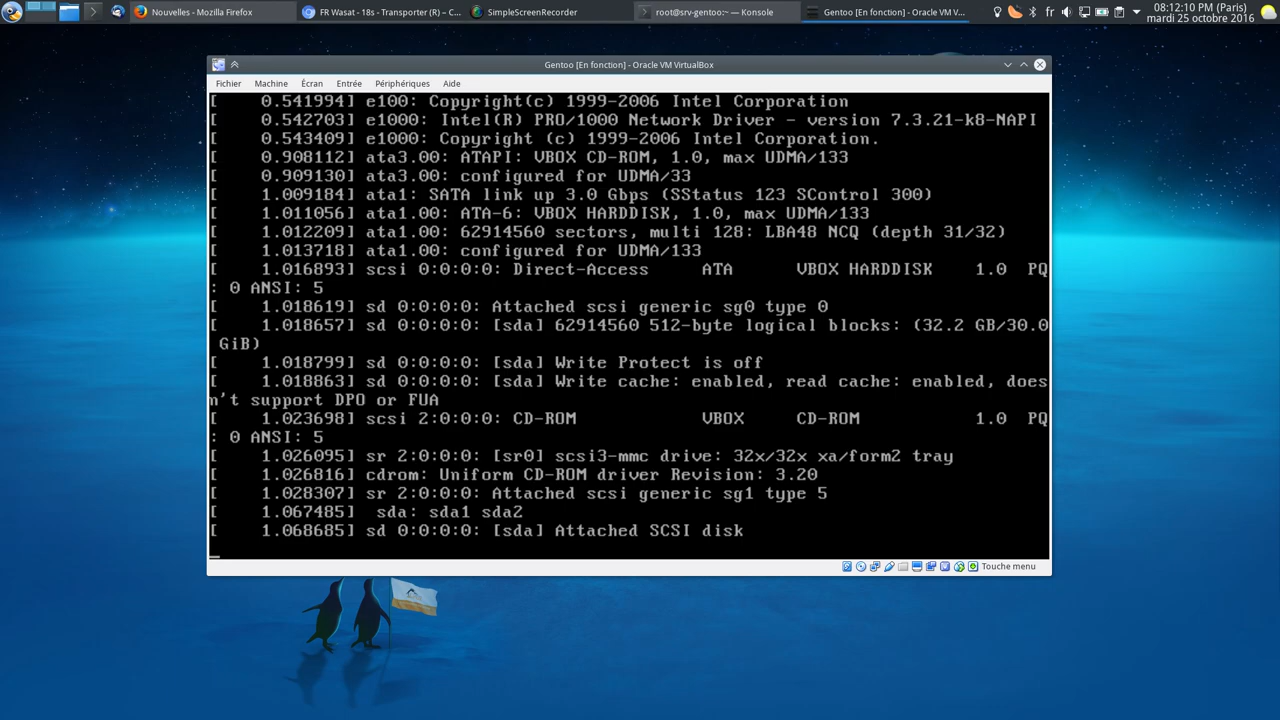 Nouvelles - Mozilla Firefox
FR Wasat - 18s - Transporter (R) – C...
SimpleScreenRecorder
root@srv-gentoo:~ — Konsole
Gentoo [En fonction] - Oracle VM V...
fr
08:12:10 PM (Paris)
mardi 25 octobre 2016
Gentoo [En fonction] - Oracle VM VirtualBox
Fichier Machine Écran Entrée Périphériques Aide
[ 0.541994] e100: Copyright(c) 1999-2006 Intel Corporation
[ 0.542703] e1000: Intel(R) PRO/1000 Network Driver - version 7.3.21-k8-NAPI
[ 0.543409] e1000: Copyright (c) 1999-2006 Intel Corporation.
[ 0.908112] ata3.00: ATAPI: VBOX CD-ROM, 1.0, max UDMA/133
[ 0.909130] ata3.00: configured for UDMA/33
[ 1.009184] ata1: SATA link up 3.0 Gbps (SStatus 123 SControl 300)
[ 1.011056] ata1.00: ATA-6: VBOX HARDDISK, 1.0, max UDMA/133
[ 1.012209] ata1.00: 62914560 sectors, multi 128: LBA48 NCQ (depth 31/32)
[ 1.013718] ata1.00: configured for UDMA/133
[ 1.016893] scsi 0:0:0:0: Direct-Access ATA VBOX HARDDISK 1.0 PQ
: 0 ANSI: 5
[ 1.018619] sd 0:0:0:0: Attached scsi generic sg0 type 0
[ 1.018657] sd 0:0:0:0: [sda] 62914560 512-byte logical blocks: (32.2 GB/30.0
GiB)
[ 1.018799] sd 0:0:0:0: [sda] Write Protect is off
[ 1.018863] sd 0:0:0:0: [sda] Write cache: enabled, read cache: enabled, does
n't support DPO or FUA
[ 1.023698] scsi 2:0:0:0: CD-ROM VBOX CD-ROM 1.0 PQ
: 0 ANSI: 5
[ 1.026095] sr 2:0:0:0: [sr0] scsi3-mmc drive: 32x/32x xa/form2 tray
[ 1.026816] cdrom: Uniform CD-ROM driver Revision: 3.20
[ 1.028307] sr 2:0:0:0: Attached scsi generic sg1 type 5
[ 1.067485] sda: sda1 sda2
[ 1.068685] sd 0:0:0:0: [sda] Attached SCSI disk
Touche menu